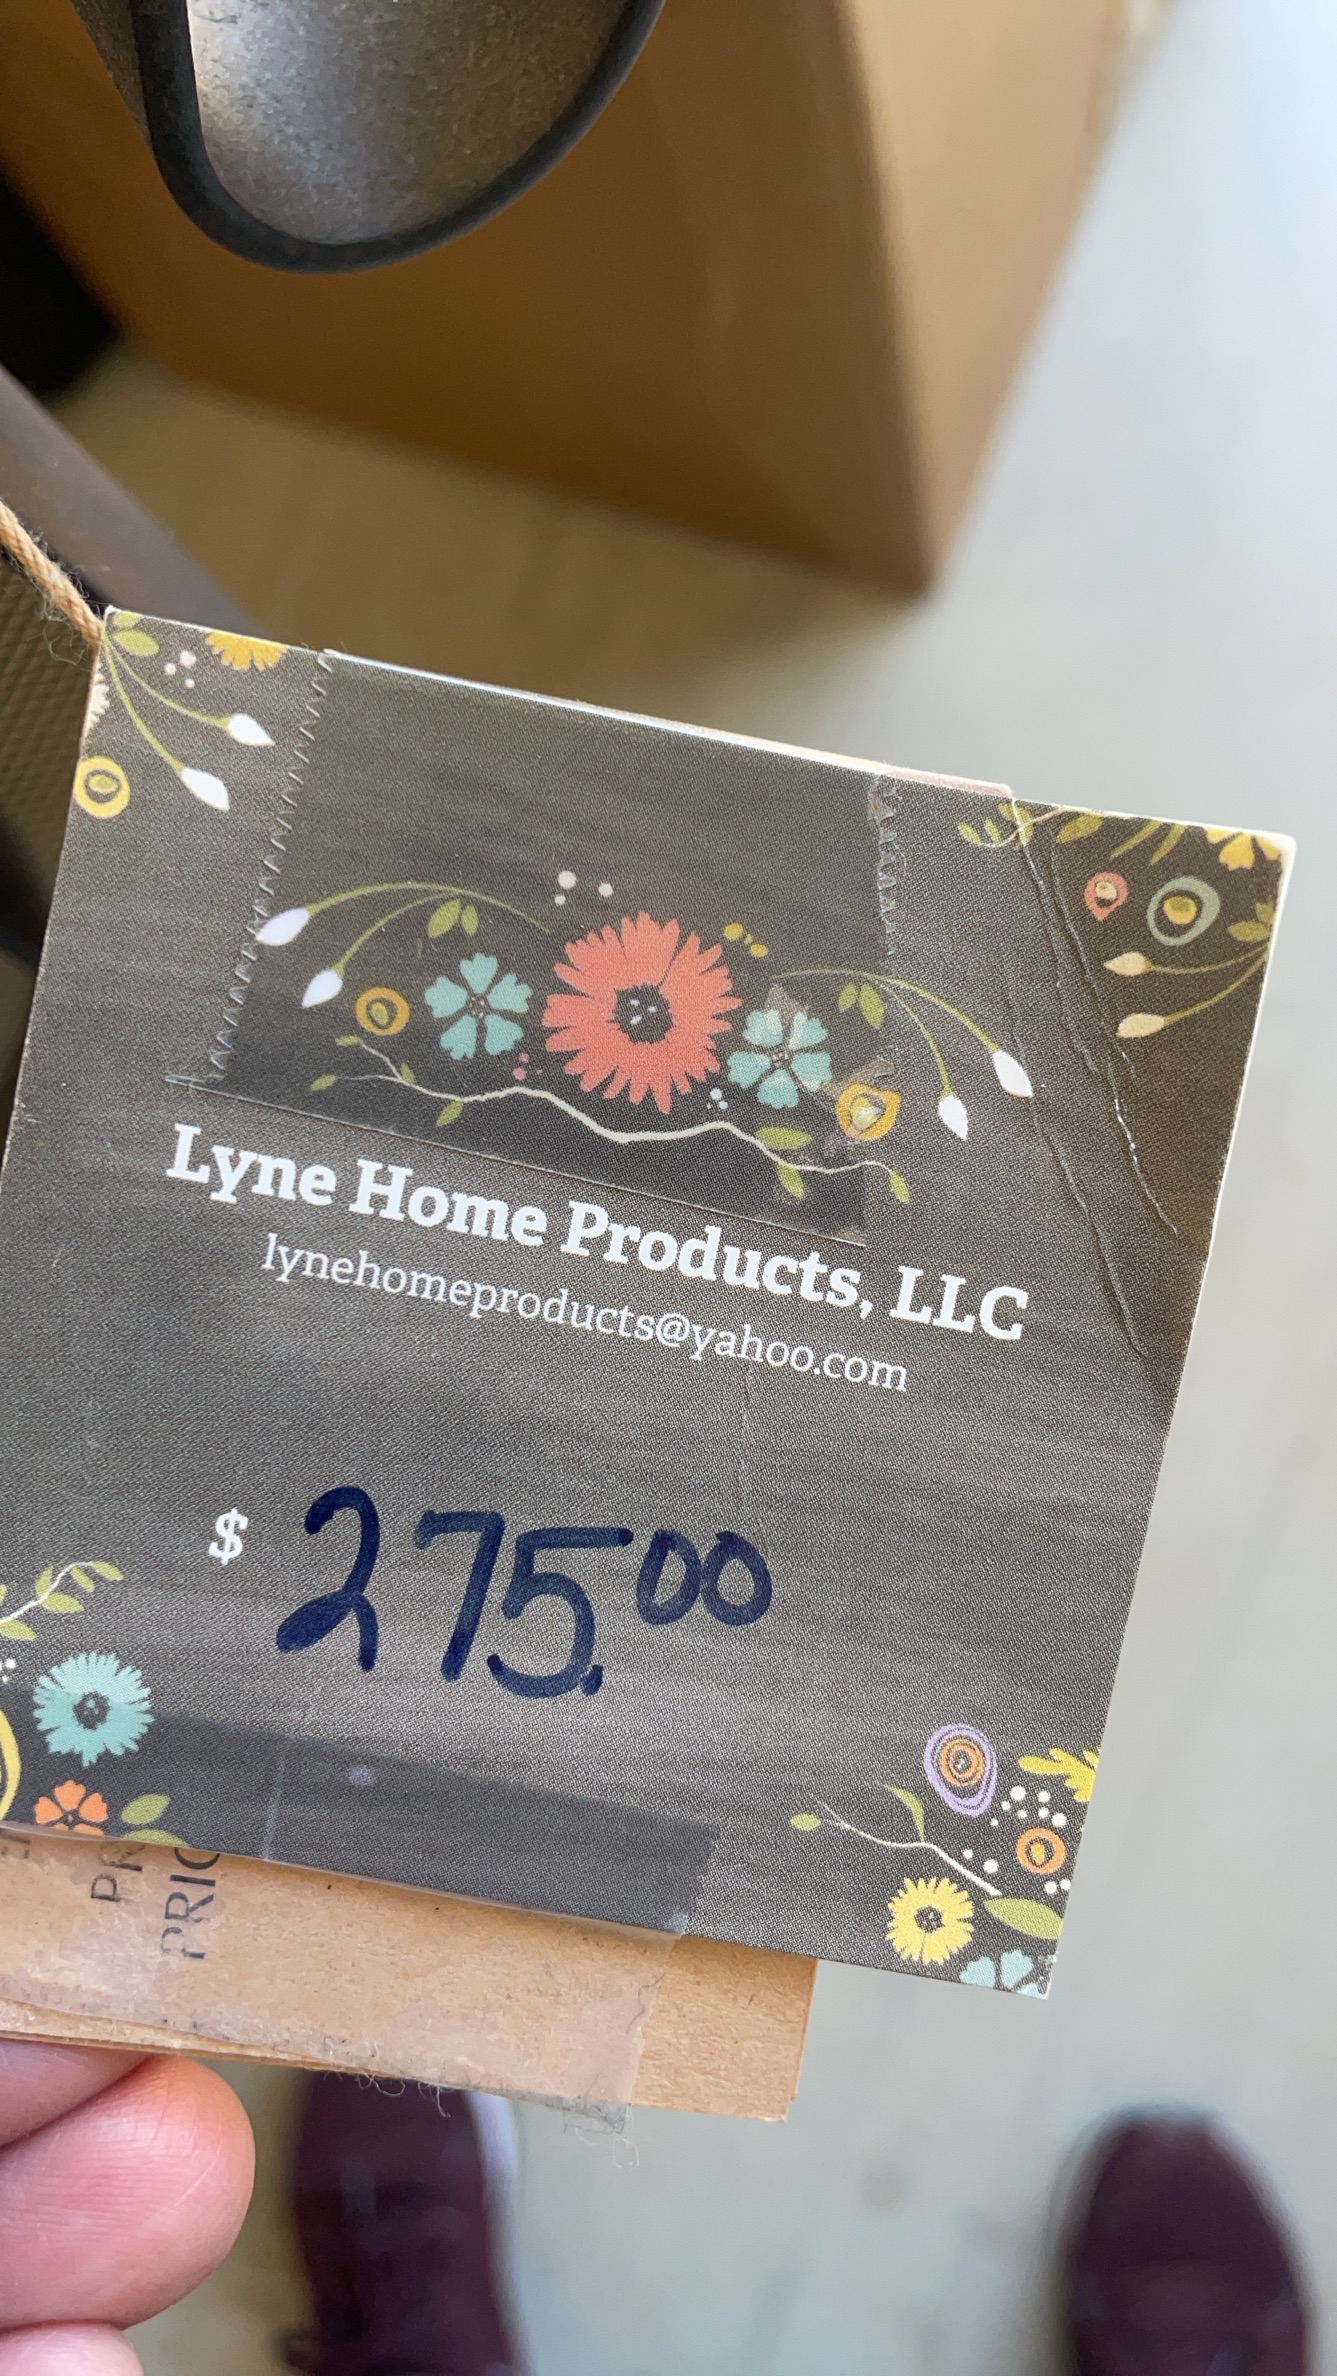 Lyne Home Products, LLC
lynehomeproducts@yahoo.com
$ 275.00